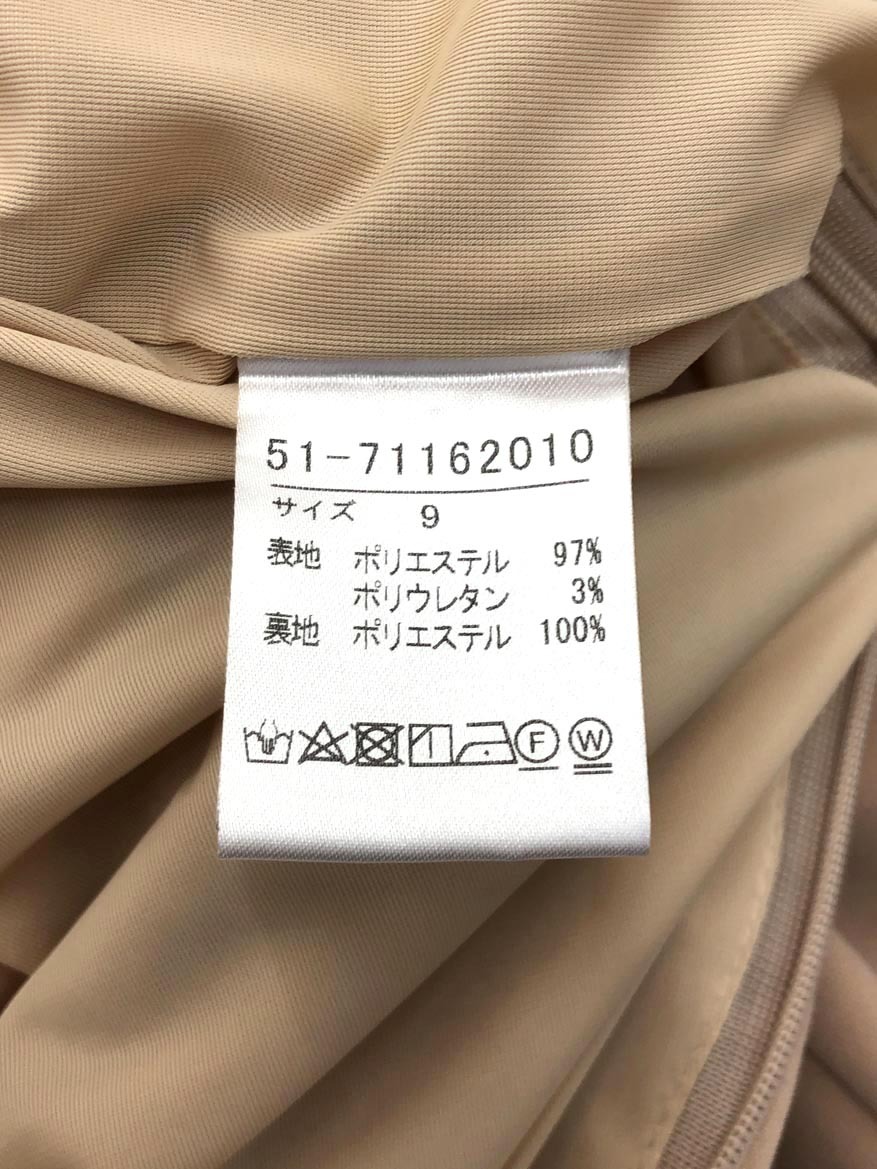 51-71162010
サイズ 9
表地 ポリエステル 97%
ポリウレタン 3%
裏地 ポリエステル 100%
F W